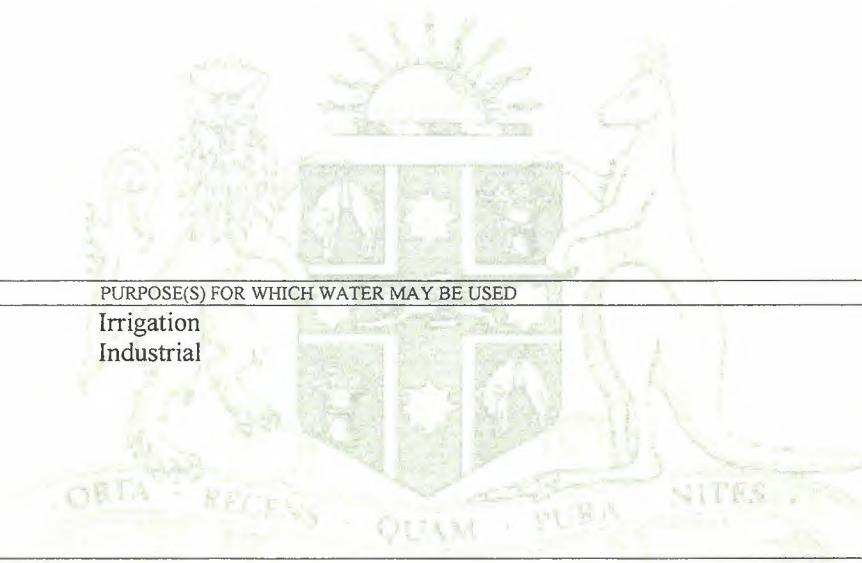 PURPOSE(S) FOR WHICH WATER MAY BE USED
Irrigation
Industrial
ORTA RECENS QUAM PURA NITES